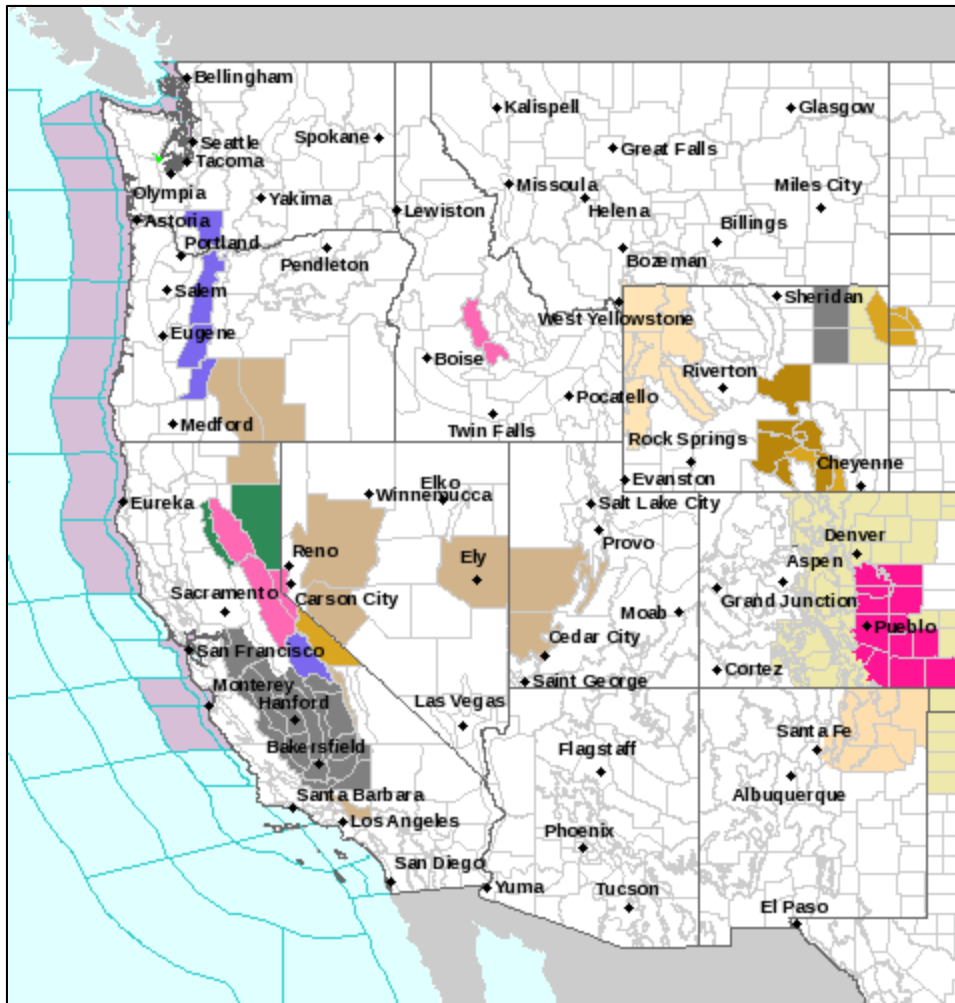 Bellingham
Kalispell
Glasgow
Spokane
Seattle
Great Falls
Tacoma
Missoula
Miles City
Olympia
Yakima
Helena
Lewiston
Astoria
Billings
Portland
Bozeman
Pendleton
Salem
Sheridan
West Yellowstone
Eugene
Boise
Riverton
Pocatello
Medford
Twin Falls
Rock Springs
Cheyenne
Elko
Evanston
Winnemucca
Eureka
Salt Lake City
Denver
Provo
Reno
Ely
Aspen
Sacramento
Carson City
Grand Junction
Moab
Pueblo
Cedar City
San Francisco
Cortez
Saint George
Monterey
Las Vegas
Hanford
Santa Fe
Bakersfield
Flagstaff
Albuquerque
Santa Barbara
Los Angeles
Phoenix
San Diego
Yuma
Tucson
El Paso